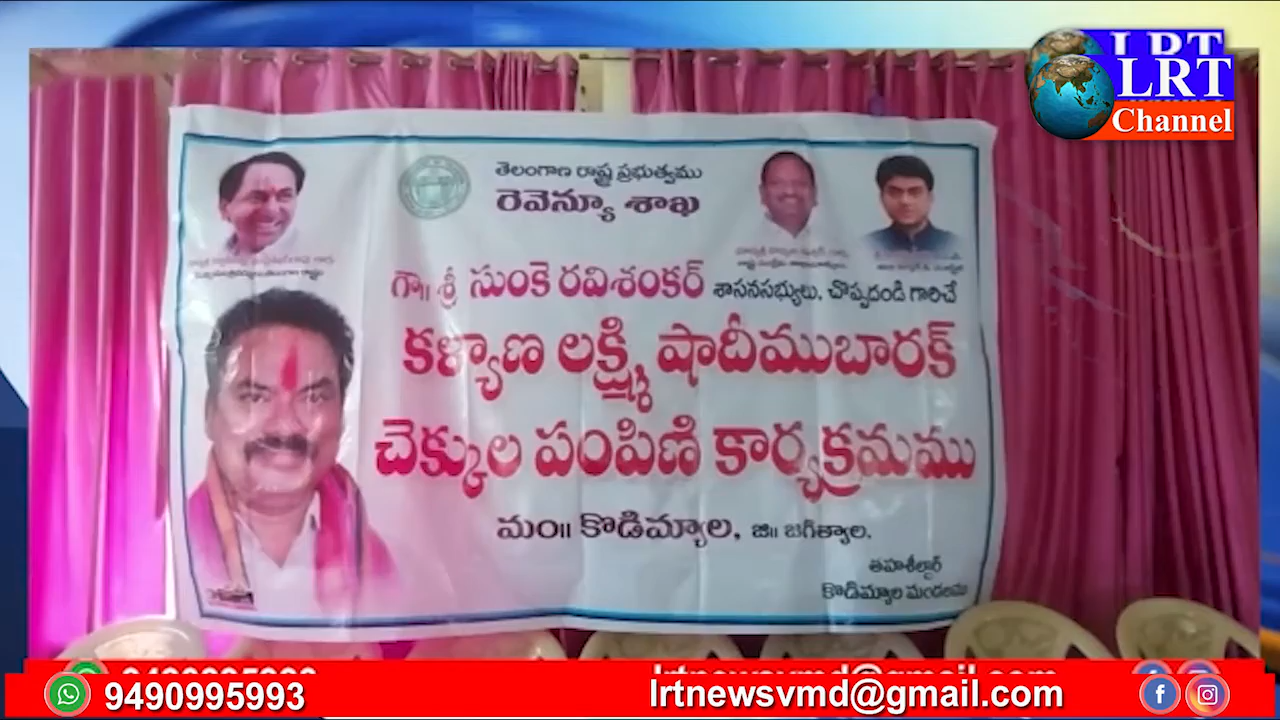 LRT
LRT
Channel
తెలంగాణ రాష్ట్ర ప్రభుత్వము
రెవెన్యూ శాఖ
గౌ॥ శ్రీ సుంకె రవిశంకర్ శాసనసభ్యులు, చొప్పదండి గారిచే
కళ్యాణ లక్ష్మి షాదీముబారక్
చెక్కుల పంపిణి కార్యక్రమము
మం॥ కొడిమ్యాల, జి॥ జగిత్యాల.
తహశీల్దార్
కొడిమ్యాల మండలము
9490995993
lrtnewsvmd@gmail.com